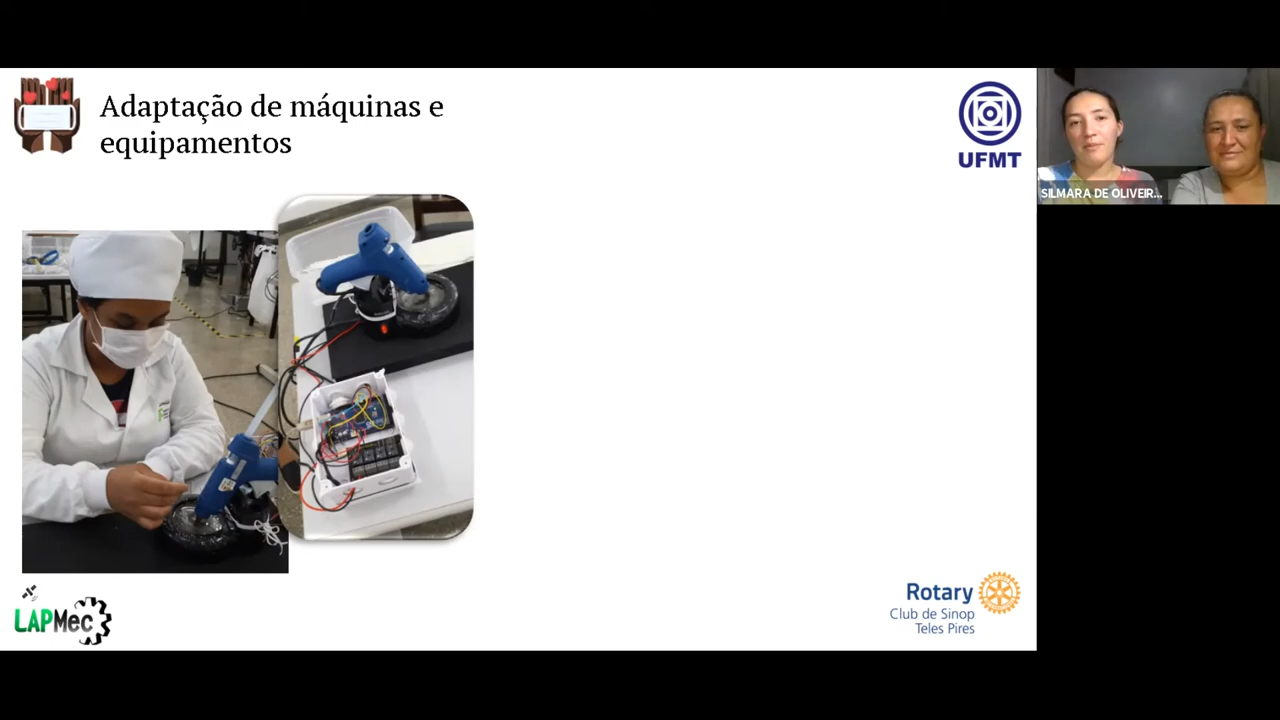 Adaptação de máquinas e
equipamentos
UFMT
SILMARA DE OLIVEIR...
LAPMec
Rotary
Club de Sinop
Teles Pires